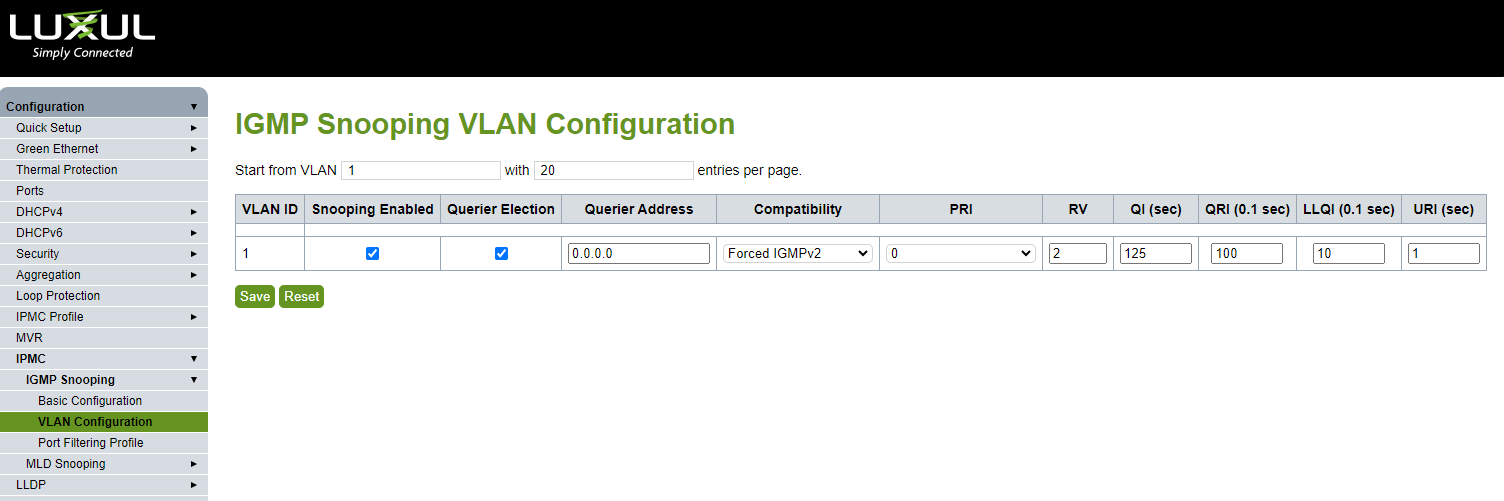 LUXUL
Simply Connected
Configuration
Quick Setup
Green Ethernet
Thermal Protection
Ports
DHCPv4
DHCPv6
Security
Aggregation
Loop Protection
IPMC Profile
MVR
IPMC
IGMP Snooping
Basic Configuration
VLAN Configuration
Port Filtering Profile
MLD Snooping
LLDP
IGMP Snooping VLAN Configuration
Start from VLAN 1 with 20 entries per page.
VLAN ID Snooping Enabled Querier Election Querier Address Compatibility PRI RV QI (sec) QRI (0.1 sec) LLQI (0.1 sec) URI (sec)
1 0.0.0.0 Forced IGMPv2 0 2 125 100 10 1
Save Reset